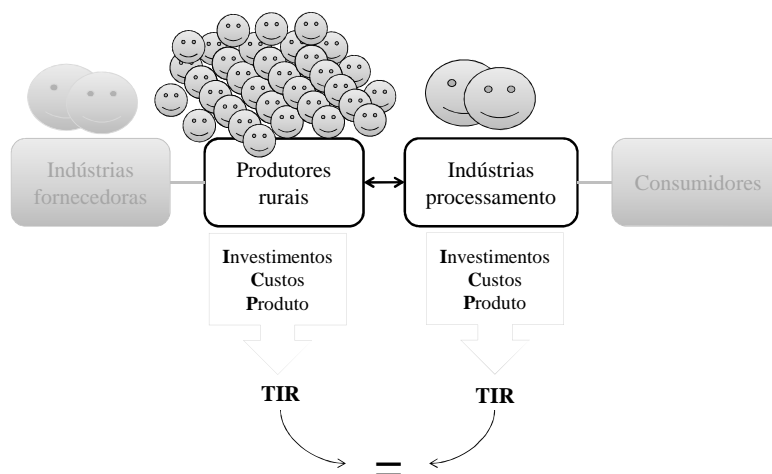 Indústrias
fornecedoras
Produtores
rurais
Indústrias
processamento
Consumidores
Investimentos
Custos
Produto
Investimentos
Custos
Produto
TIR
TIR
=